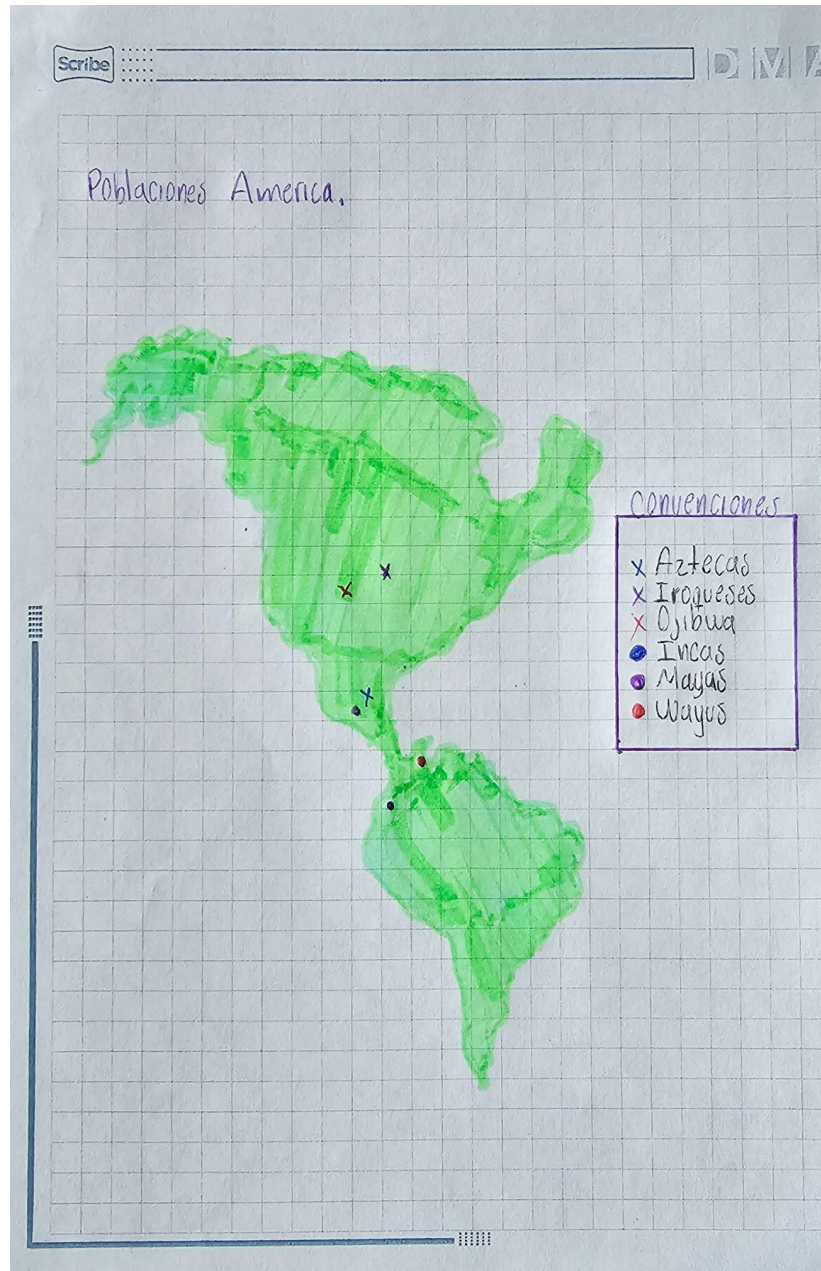 Scribe
D M A
Poblaciones America.
Convenciones
Aztecas
Iroqueses
Ojibwa
Incas
Mayas
Wayus